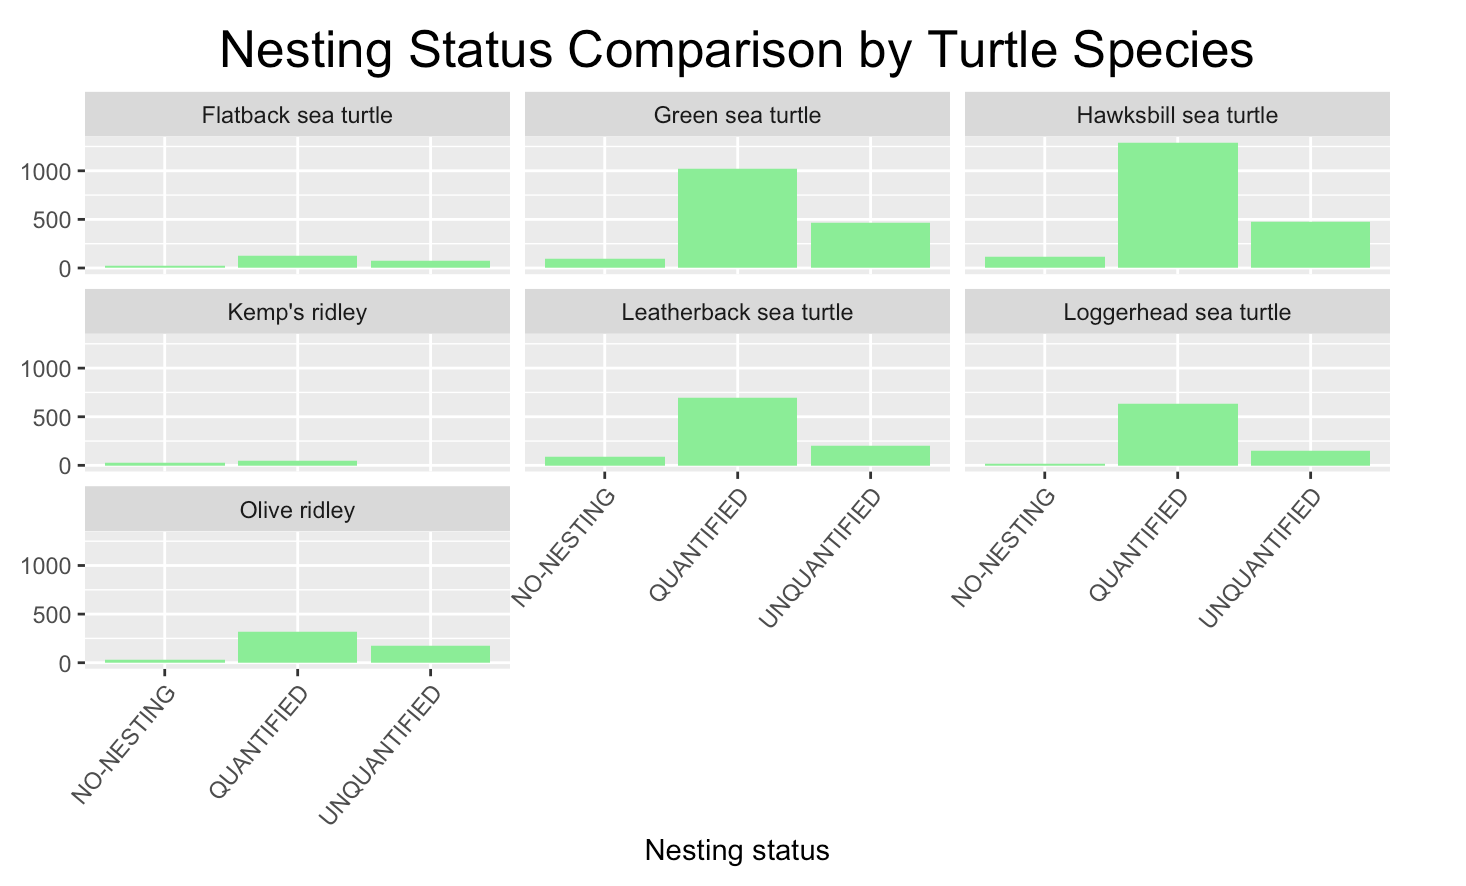 Nesting Status Comparison by Turtle Species
Flatback sea turtle
Green sea turtle
Hawksbill sea turtle
1000
500
0
Kemp's ridley
Leatherback sea turtle
Loggerhead sea turtle
1000
500
0
Olive ridley
NO-NESTING
QUANTIFIED
UNQUANTIFIED
NO-NESTING
QUANTIFIED
UNQUANTIFIED
1000
500
0
NO-NESTING
QUANTIFIED
UNQUANTIFIED
Nesting status